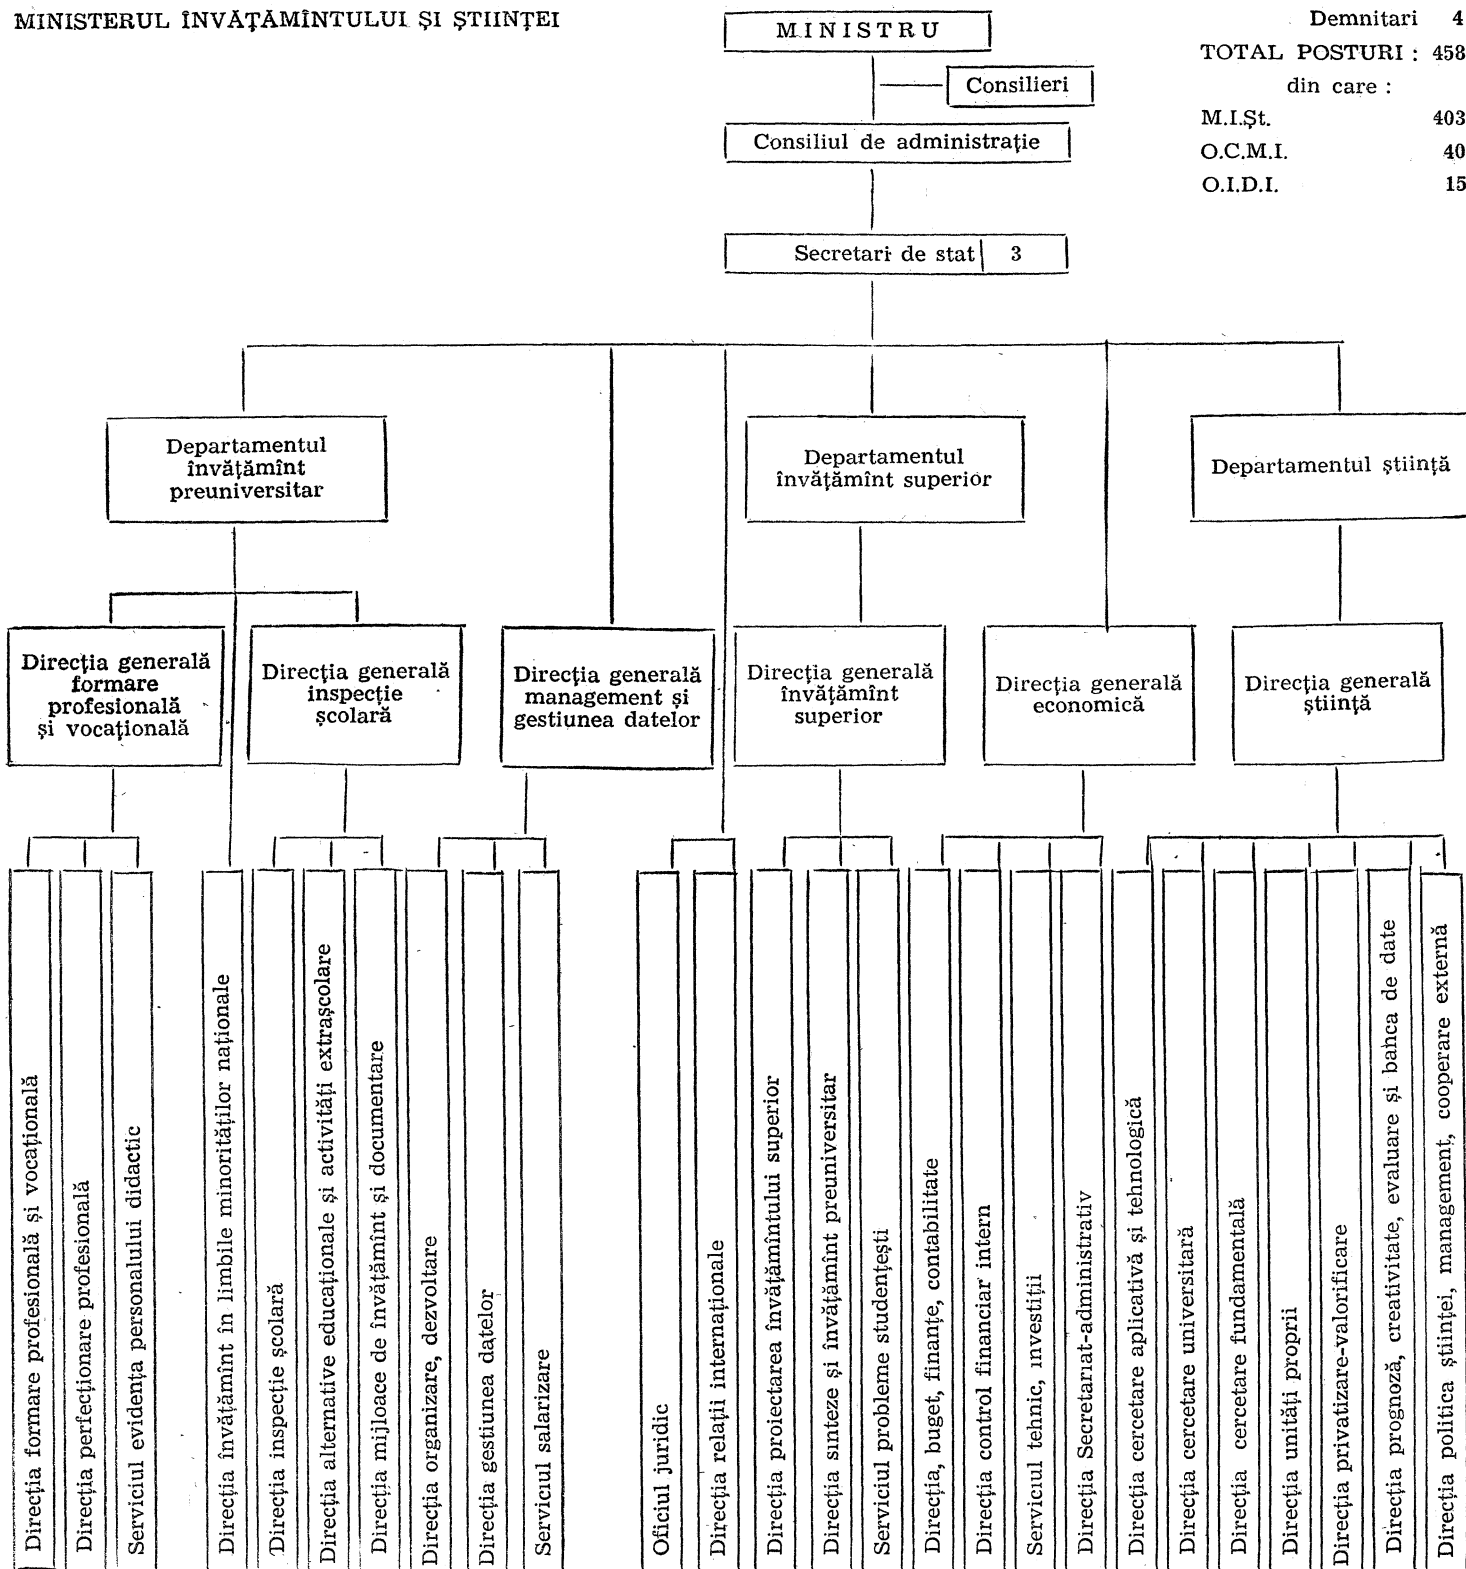 MINISTERUL ÎNVĂŢĂMÎNTULUI ŞI ŞTIINŢEI
MINISTRU
Demnitari 4
TOTAL POSTURI : 458
din care :
M.I.Şt. 403
O.C.M.I. 40
O.I.D.I. 15
Consilieri
Consiliul de administraţie
Secretari de stat 3
Departamentul
învăţămînt
preuniversitar
Departamentul
învăţămînt superior
Departamentul ştiinţă
Direcţia generală
formare
profesională
şi vocaţională
Direcţia generală
inspecţie
şcolară
Direcţia generală
management şi
gestiunea datelor
Direcţia generală
învăţămînt
superior
Direcţia generală
economică
Direcţia generală
ştiinţă
Direcţia formare profesională şi vocaţională
Direcţia perfecţionare profesională
Serviciul evidenţa personalului didactic
Direcţia învăţămînt în limbile minorităţilor naţionale
Direcţia inspecţie şcolară
Direcţia alternative educaţionale şi activităţi extraşcolare
Direcţia mijloace de învăţămînt şi documentare
Direcţia organizare, dezvoltare
Direcţia gestiunea datelor
Serviciul salarizare
Oficiul juridic
Direcţia relaţii internaţionale
Direcţia proiectarea învăţămîntului superior
Direcţia sinteze şi învăţămînt preuniversitar
Serviciul probleme studenţeşti
Direcţia, buget, finanţe, contabilitate
Direcţia control financiar intern
Serviciul tehnic, investiţii
Direcţia Secretariat-administrativ
Direcţia cercetare aplicativă şi tehnologică
Direcţia cercetare universitară
Direcţia cercetare fundamentală
Direcţia unităţi proprii
Direcţia privatizare-valorificare
Direcţia prognoză, creativitate, evaluare şi banca de date
Direcţia politica ştiinţei, management, cooperare externă